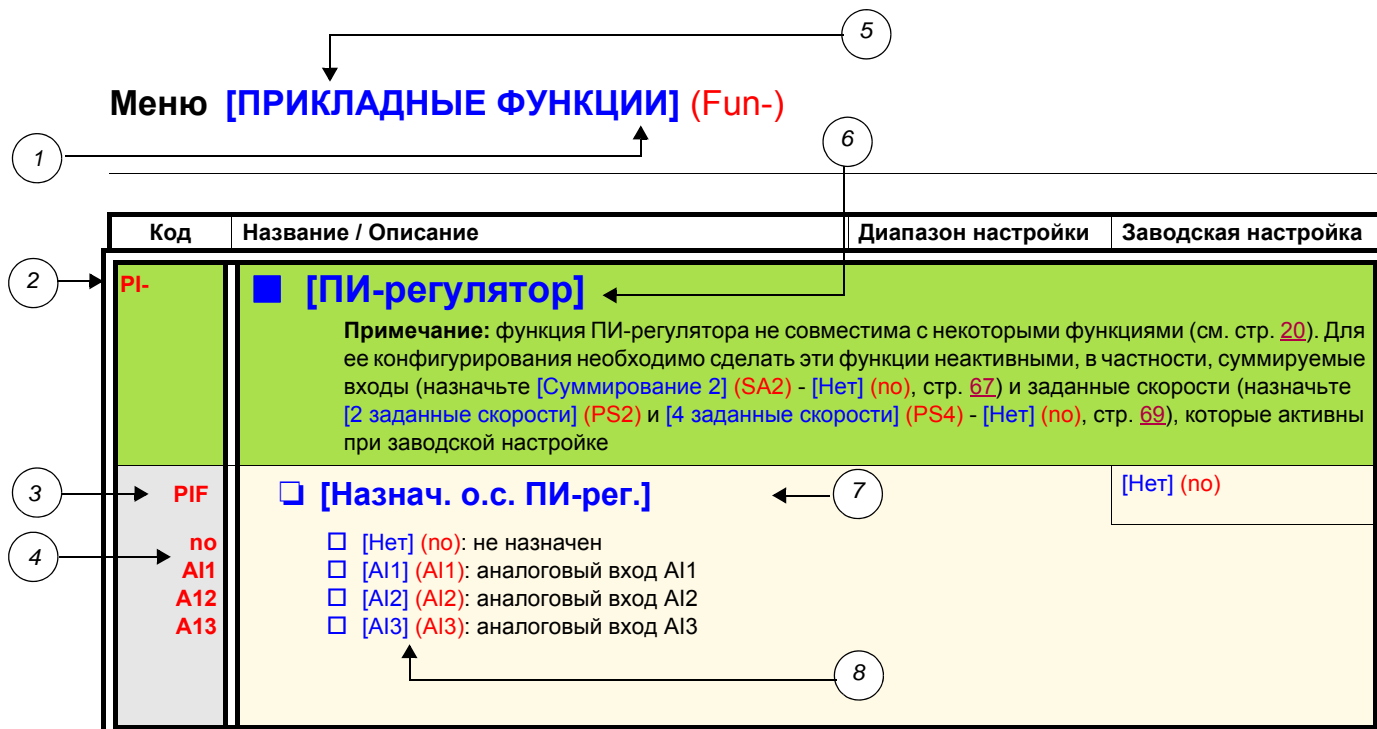 5
Меню [ПРИКЛАДНЫЕ ФУНКЦИИ] (Fun-)
1
6
Код Название / Описание Диапазон настройки Заводская настройка
2
PI- [ПИ-регулятор]
Примечание: функция ПИ-регулятора не совместима с некоторыми функциями (см. стр. 20). Для
ее конфигурирования необходимо сделать эти функции неактивными, в частности, суммируемые
входы (назначьте [Суммирование 2] (SA2) - [Нет] (no), стр. 67) и заданные скорости (назначьте
[2 заданные скорости] (PS2) и [4 заданные скорости] (PS4) - [Нет] (no), стр. 69), которые активны
при заводской настройке
3 PIF [Назнач. о.с. ПИ-рег.] 7 [Нет] (no)
4
no [Нет] (no): не назначен
AI1 [AI1] (AI1): аналоговый вход AI1
A12 [AI2] (AI2): аналоговый вход AI2
A13 [AI3] (AI3): аналоговый вход AI3
8